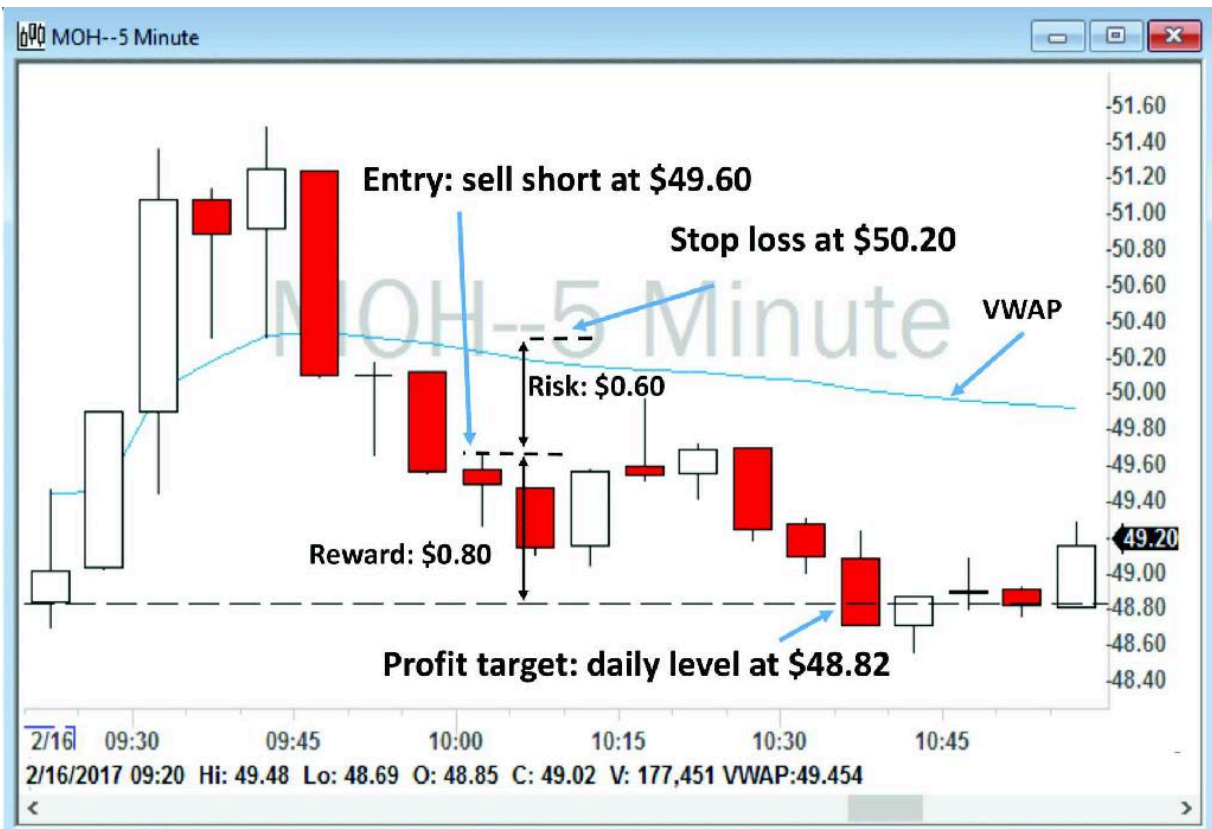 MOH--5 Minute
51.60
51.40
Entry: sell short at $49.60
51.20
51.00
Stop loss at $50.20
50.80
MOH--5 Minute
50.60
VWAP
50.40
50.20
Risk: $0.60
50.00
49.80
49.60
49.40
49.20
Reward: $0.80
49.00
48.80
Profit target: daily level at $48.82
48.60
48.40
2/16 09:30 09:45 10:00 10:15 10:30 10:45
2/16/2017 09:20 Hi: 49.48 Lo: 48.69 O: 48.85 C: 49.02 V: 177,451 VWAP:49.454